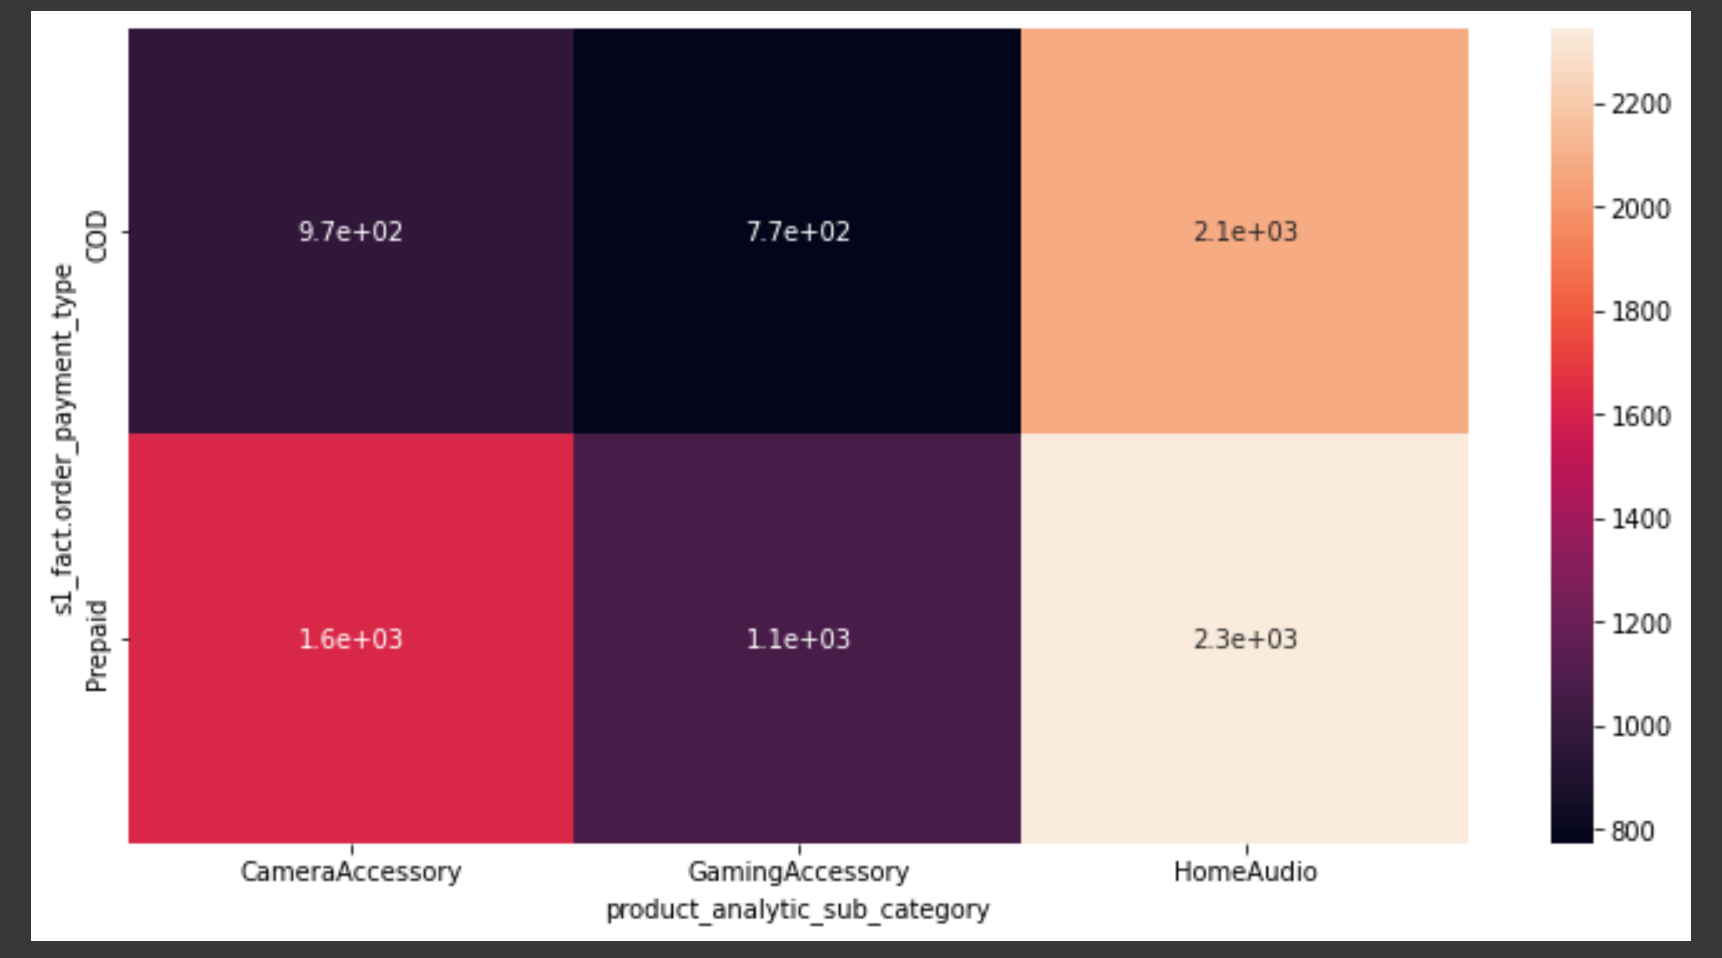 s1_fact.order_payment_type
COD
Prepaid
9.7e+02 7.7e+02 2.1e+03
1.6e+03 1.1e+03 2.3e+03
CameraAccessory GamingAccessory HomeAudio
product_analytic_sub_category
2200
2000
1800
1600
1400
1200
1000
800